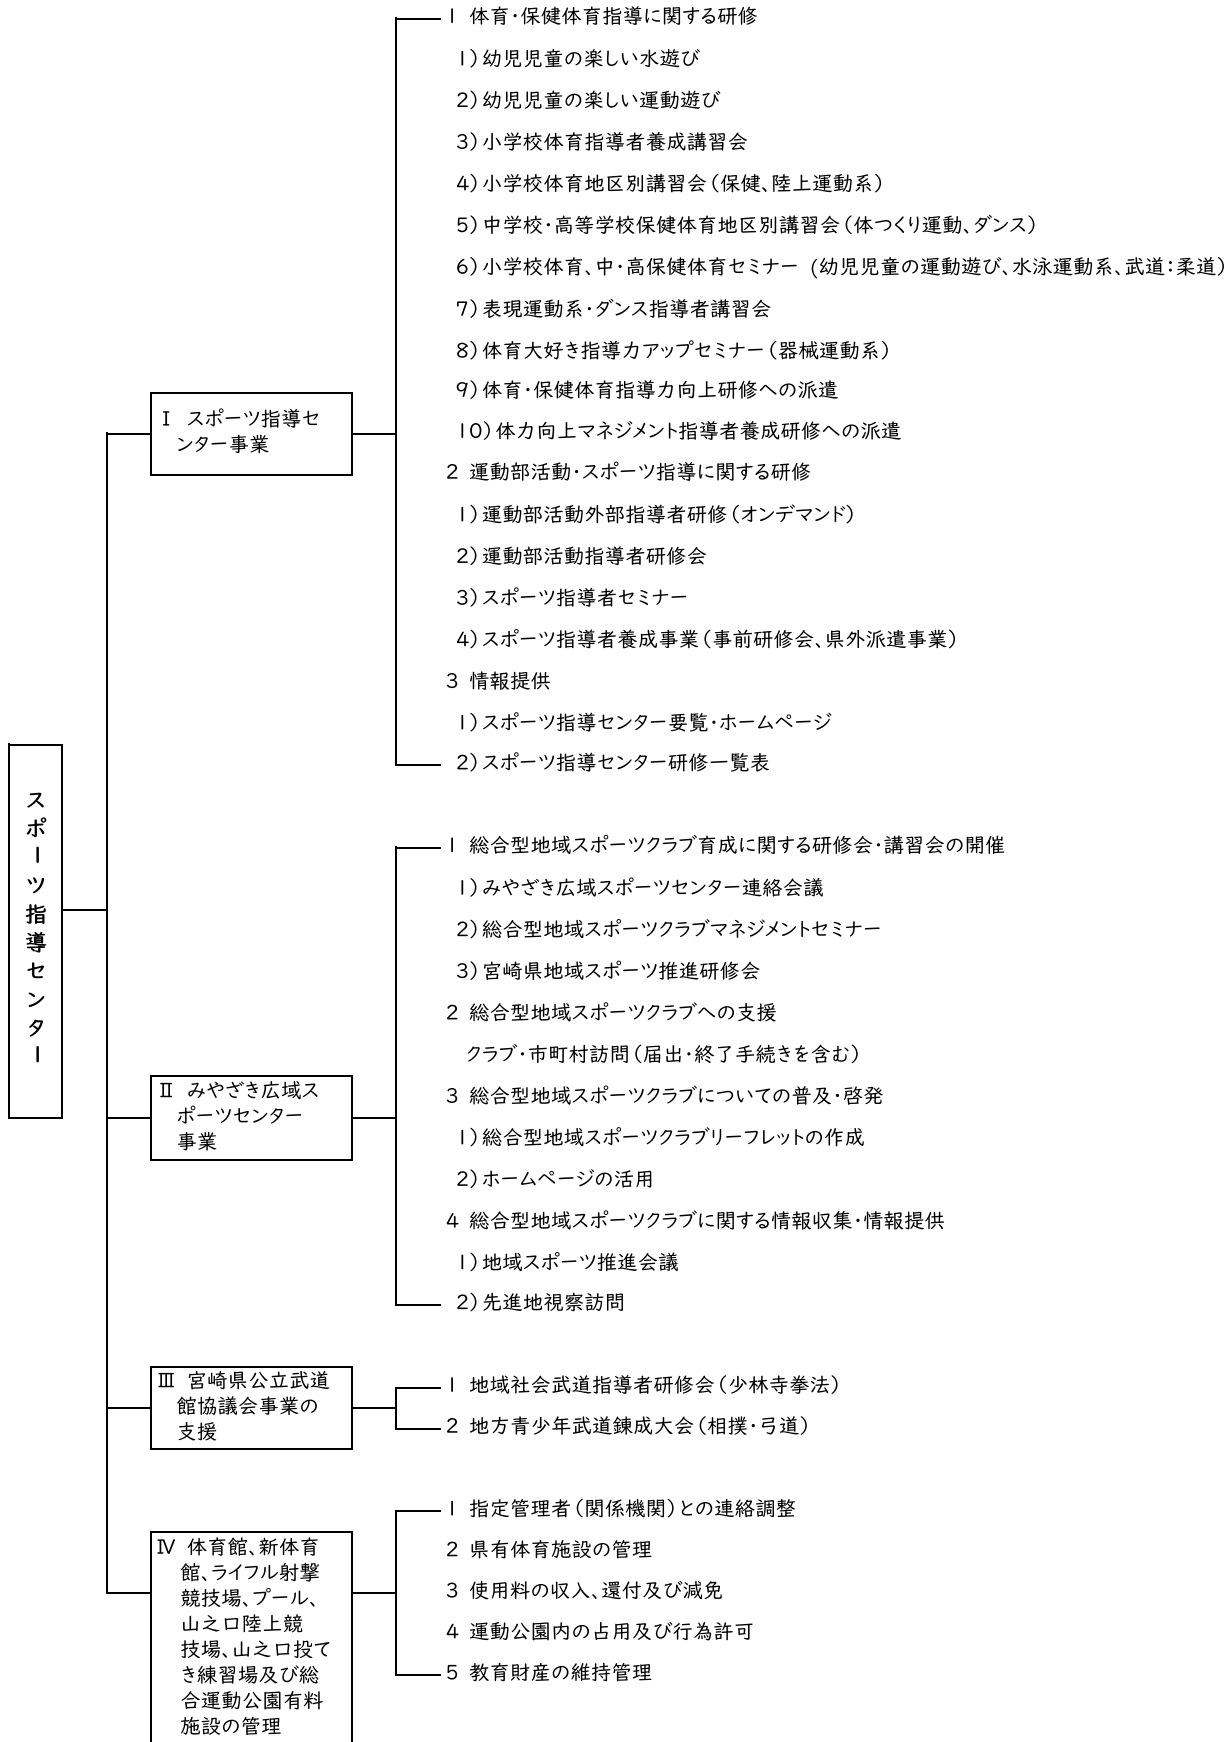 スポーツ指導センター
Ⅰ スポーツ指導セ
ンター事業
1 体育・保健体育指導に関する研修
1)幼児児童の楽しい水遊び
2)幼児児童の楽しい運動遊び
3)小学校体育指導者養成講習会
4)小学校体育地区別講習会(保健、陸上運動系)
5)中学校・高等学校保健体育地区別講習会(体つくり運動、ダンス)
6)小学校体育、中・高保健体育セミナー (幼児児童の運動遊び、水泳運動系、武道:柔道)
7)表現運動系・ダンス指導者講習会
8)体育大好き指導力アップセミナー(器械運動系)
9)体育・保健体育指導力向上研修への派遣
10)体力向上マネジメント指導者養成研修への派遣
2 運動部活動・スポーツ指導に関する研修
1)運動部活動外部指導者研修(オンデマンド)
2)運動部活動指導者研修会
3)スポーツ指導者セミナー
4)スポーツ指導者養成事業(事前研修会、県外派遣事業)
3 情報提供
1)スポーツ指導センター要覧・ホームページ
2)スポーツ指導センター研修一覧表
Ⅱ みやざき広域ス
ポーツセンター
事業
1 総合型地域スポーツクラブ育成に関する研修会・講習会の開催
1)みやざき広域スポーツセンター連絡会議
2)総合型地域スポーツクラブマネジメントセミナー
3)宮崎県地域スポーツ推進研修会
2 総合型地域スポーツクラブへの支援
クラブ・市町村訪問(届出・終了手続きを含む)
3 総合型地域スポーツクラブについての普及・啓発
1)総合型地域スポーツクラブリーフレットの作成
2)ホームページの活用
4 総合型地域スポーツクラブに関する情報収集・情報提供
1)地域スポーツ推進会議
2)先進地視察訪問
Ⅲ 宮崎県公立武道
館協議会事業の
支援
1 地域社会武道指導者研修会(少林寺拳法)
2 地方青少年武道錬成大会(相撲・弓道)
Ⅳ 体育館、新体育
館、ライフル射撃
競技場、プール、
山之口陸上競
技場、山之口投て
き練習場及び総
合運動公園有料
施設の管理
1 指定管理者(関係機関)との連絡調整
2 県有体育施設の管理
3 使用料の収入、還付及び減免
4 運動公園内の占用及び行為許可
5 教育財産の維持管理